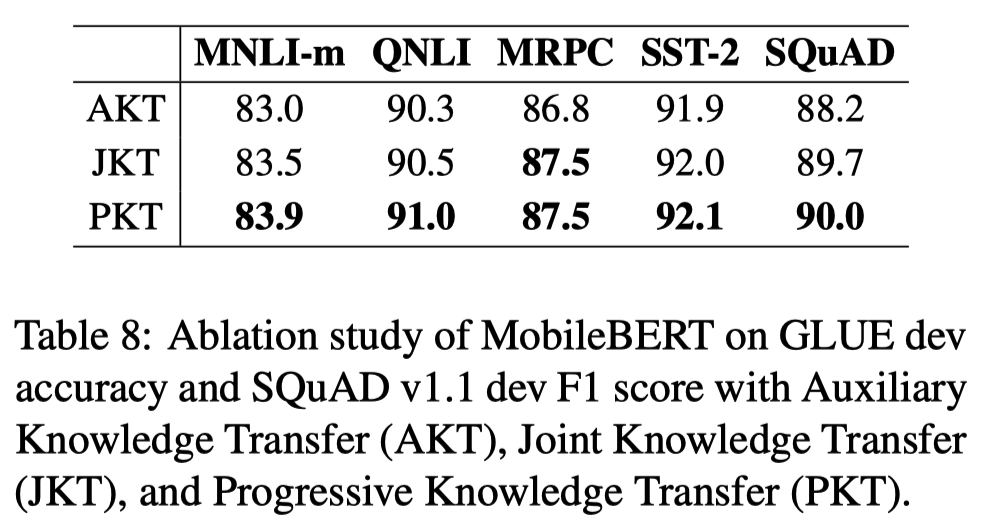 MNLI-m QNLI MRPC SST-2 SQuAD
AKT 83.0 90.3 86.8 91.9 88.2
JKT 83.5 90.5 87.5 92.0 89.7
PKT 83.9 91.0 87.5 92.1 90.0
Table 8: Ablation study of MobileBERT on GLUE dev
accuracy and SQuAD v1.1 dev F1 score with Auxiliary
Knowledge Transfer (AKT), Joint Knowledge Transfer
(JKT), and Progressive Knowledge Transfer (PKT).